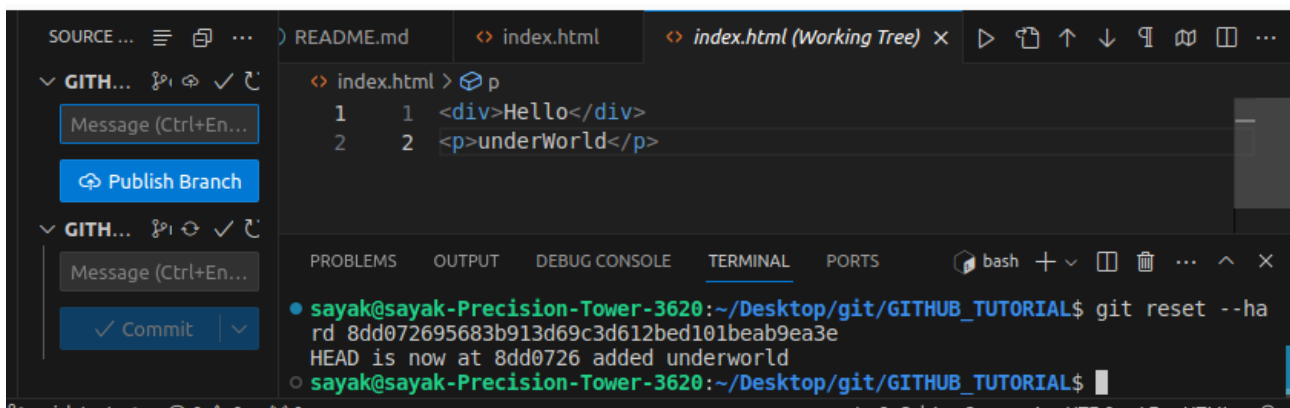 SOURCE ... ...
README.md index.html index.html (Working Tree) ...
GITH...
index.html > p
Message (Ctrl+En...
1 1 <div>Hello</div>
2 2 <p>underWorld</p>
Publish Branch
GITH...
Message (Ctrl+En...
Commit
PROBLEMS OUTPUT DEBUG CONSOLE TERMINAL PORTS bash ...
sayak@sayak-Precision-Tower-3620:~/Desktop/git/GITHUB_TUTORIAL$ git reset --ha
rd 8dd072695683b913d69c3d612bed101beab9ea3e
HEAD is now at 8dd0726 added underworld
sayak@sayak-Precision-Tower-3620:~/Desktop/git/GITHUB_TUTORIAL$